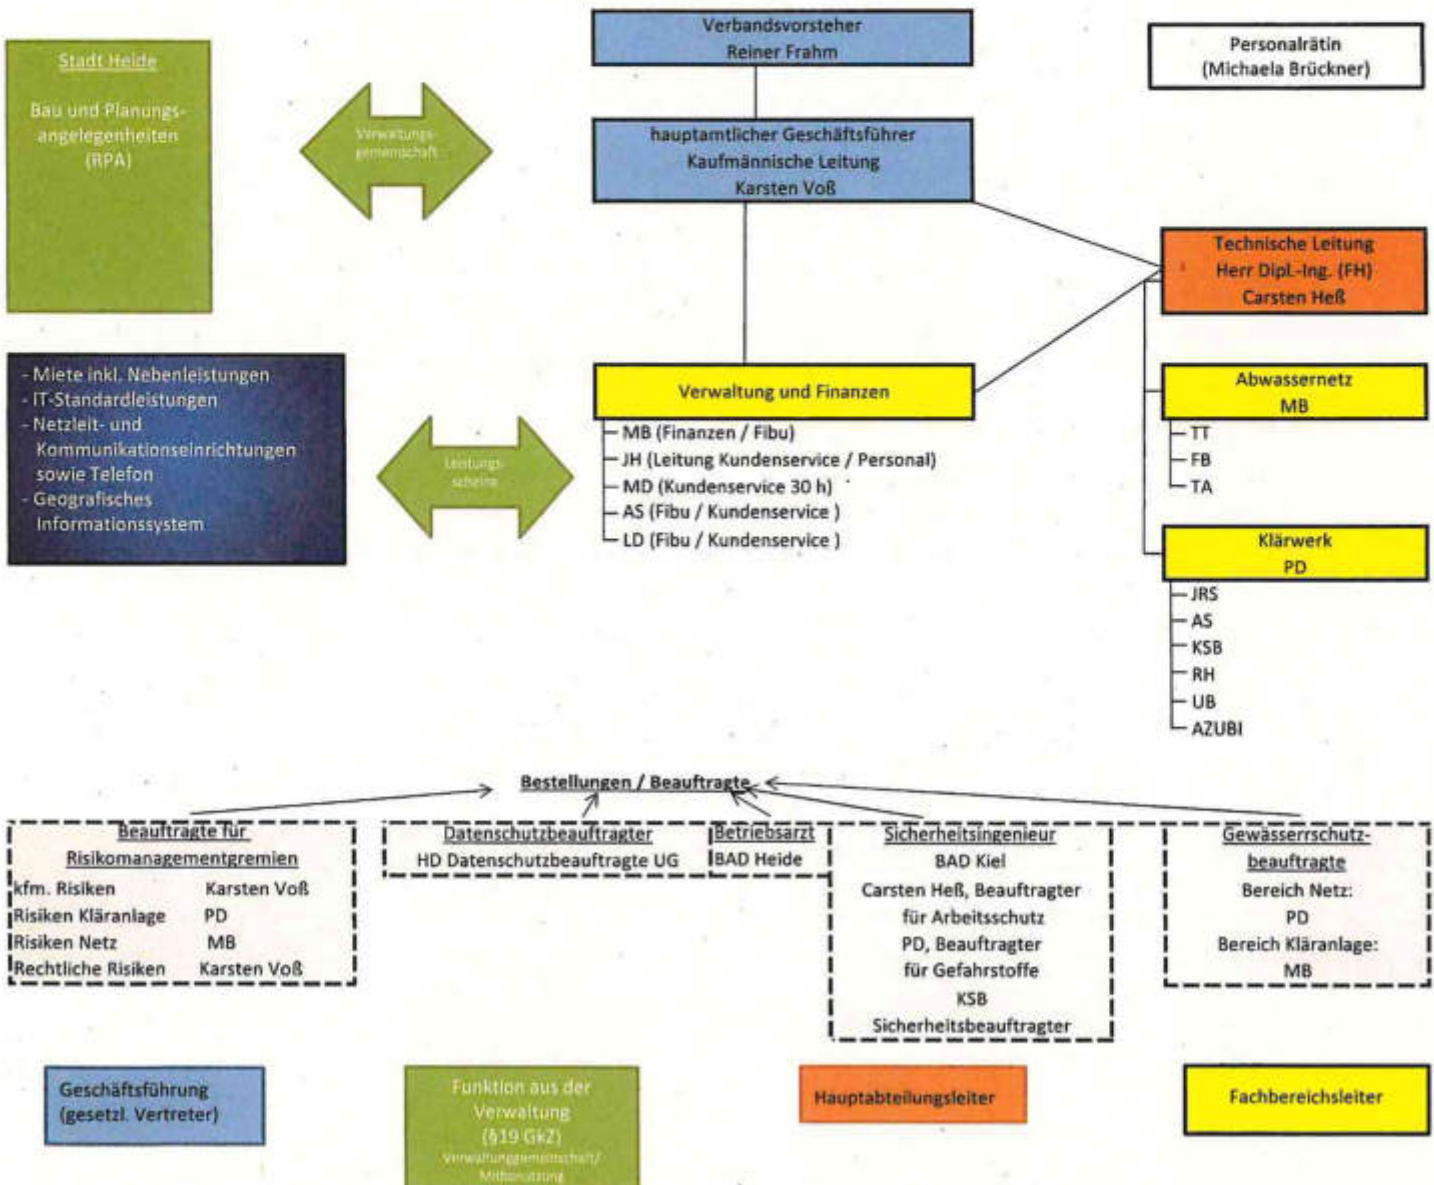 Verbandsvorsteher
Reiner Frahm
Personalrätin
(Michaela Brückner)
Stadt Heide
Bau und Planungs-
angelegenheiten
(RPA)
Verwaltungs-
gemeinschaft
hauptamtlicher Geschäftsführer
Kaufmännische Leitung
Karsten Voß
Technische Leitung
Herr Dipl.-Ing. (FH)
Carsten Heß
- Miete inkl. Nebenleistungen
- IT-Standardleistungen
- Netzleit- und
Kommunikationseinrichtungen
sowie Telefon
- Geografisches
Informationssystem
Leistungs-
scheine
Verwaltung und Finanzen
MB (Finanzen / Fibu)
JH (Leitung Kundenservice / Personal)
MD (Kundenservice 30 h)
AS (Fibu / Kundenservice )
LD (Fibu / Kundenservice )
Abwassernetz
MB
TT
FB
TA
Klärwerk
PD
JRS
AS
KSB
RH
UB
AZUBI
Bestellungen / Beauftragte
Beauftragte für
Risikomanagementgremien
kfm. Risiken Karsten Voß
Risiken Kläranlage PD
Risiken Netz MB
Rechtliche Risiken Karsten Voß
Datenschutzbeauftragter
HD Datenschutzbeauftragte UG
Betriebsarzt
BAD Heide
Sicherheitsingenieur
BAD Kiel
Carsten Heß, Beauftragter
für Arbeitsschutz
PD, Beauftragter
für Gefahrstoffe
KSB
Sicherheitsbeauftragter
Gewässerrschutz-
beauftragte
Bereich Netz:
PD
Bereich Kläranlage:
MB
Geschäftsführung
(gesetzl. Vertreter)
Funktion aus der
Verwaltung
(§19 GkZ)
Verwaltunggemeinschaft/
Mitbenutzung
Hauptabteilungsleiter
Fachbereichsleiter